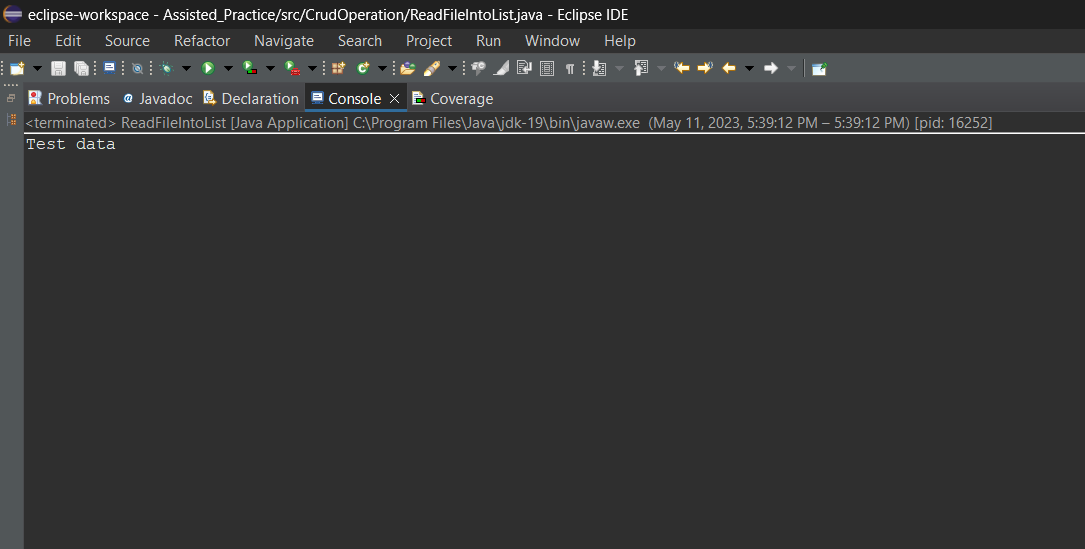 eclipse-workspace - Assisted_Practice/src/CrudOperation/ReadFileIntoList.java - Eclipse IDE
File Edit Source Refactor Navigate Search Project Run Window Help
Problems @ Javadoc Declaration Console Coverage
<terminated> ReadFileIntoList [Java Application] C:\Program Files\Java\jdk-19\bin\javaw.exe (May 11, 2023, 5:39:12 PM – 5:39:12 PM) [pid: 16252]
Test data